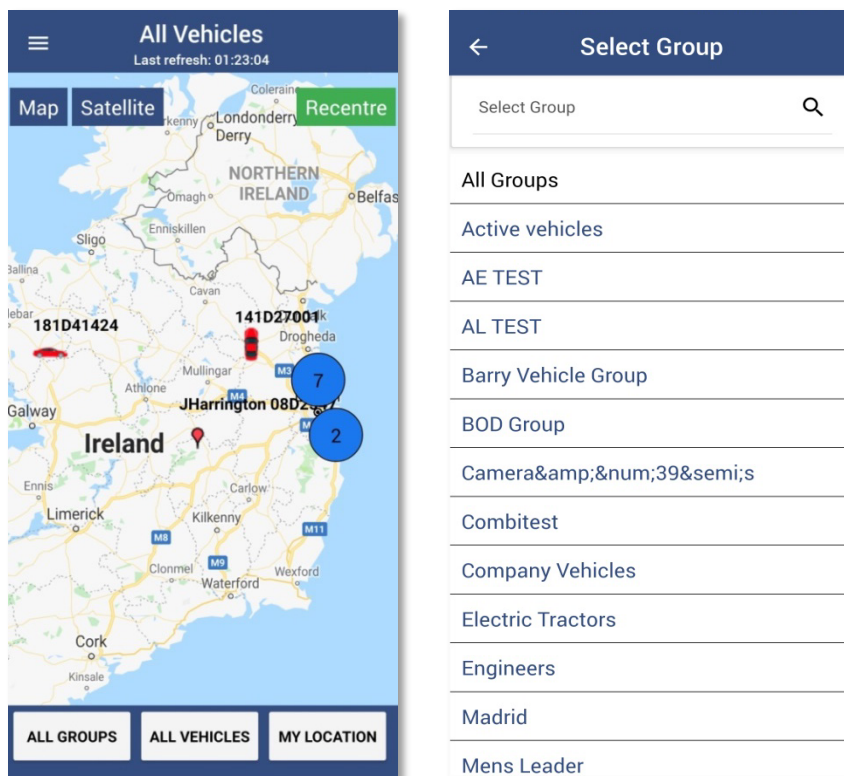 All Vehicles
Last refresh: 01:23:04
Map
Satellite
Recentre
Coleraine
Londonderry
Derry
NORTHERN
IRELAND
Omagh
Belfas
Enniskillen
Sligo
Ballina
Cavan
181D41424
141D27001
Drogheda
Mullingar
M3
7
Athlone
M4
JHarrington 08D2
Galway
2
Ireland
Ennis
Carlow
Limerick
Kilkenny
M8
M11
M9
Clonmel
Wexford
Waterford
Cork
Kinsale
ALL GROUPS
ALL VEHICLES
MY LOCATION
Select Group
Select Group
All Groups
Active vehicles
AE TEST
AL TEST
Barry Vehicle Group
BOD Group
Camera&amp;&num;39&semi;s
Combitest
Company Vehicles
Electric Tractors
Engineers
Madrid
Mens Leader